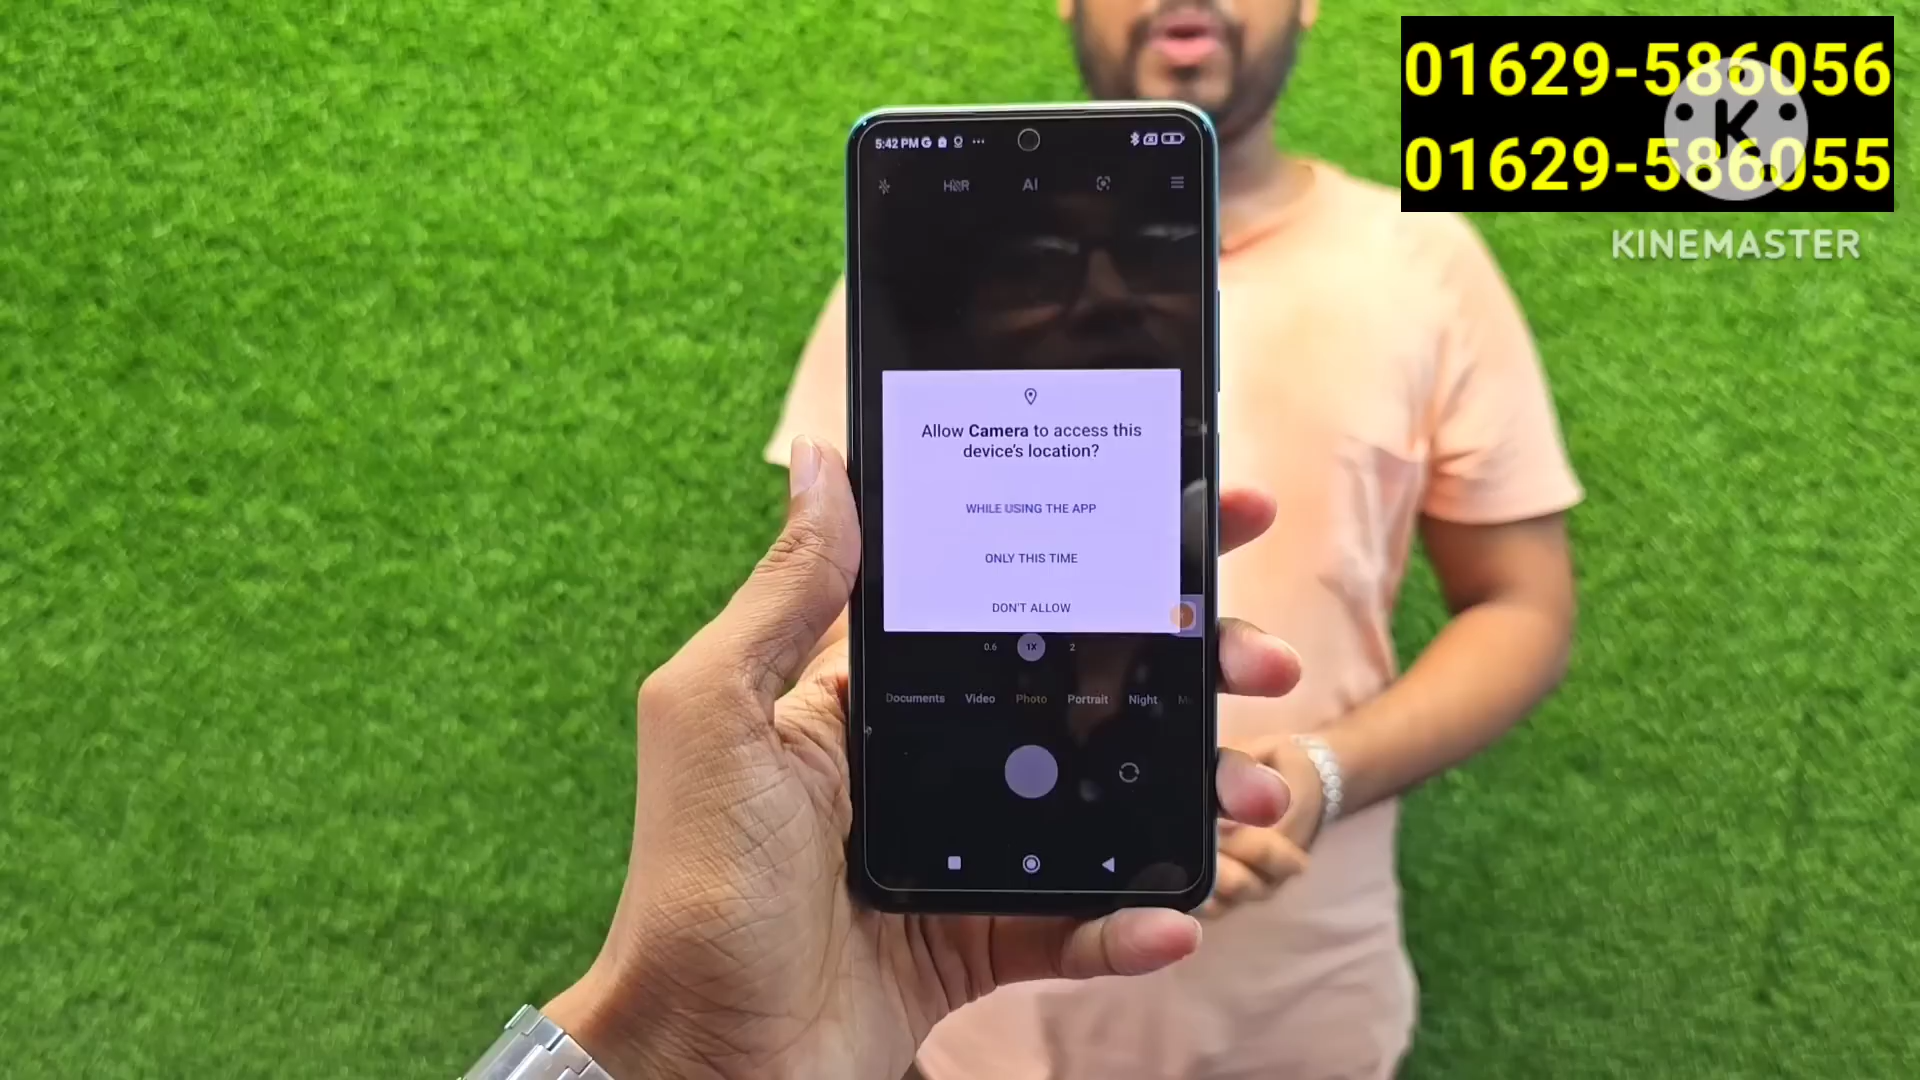 01629-586056
01629-586055
K
KINEMASTER
5:42 PM G
HDR
AI
Allow Camera to access this
device's location?
WHILE USING THE APP
ONLY THIS TIME
DON'T ALLOW
0.6 1X 2
Documents Video Photo Portrait Night